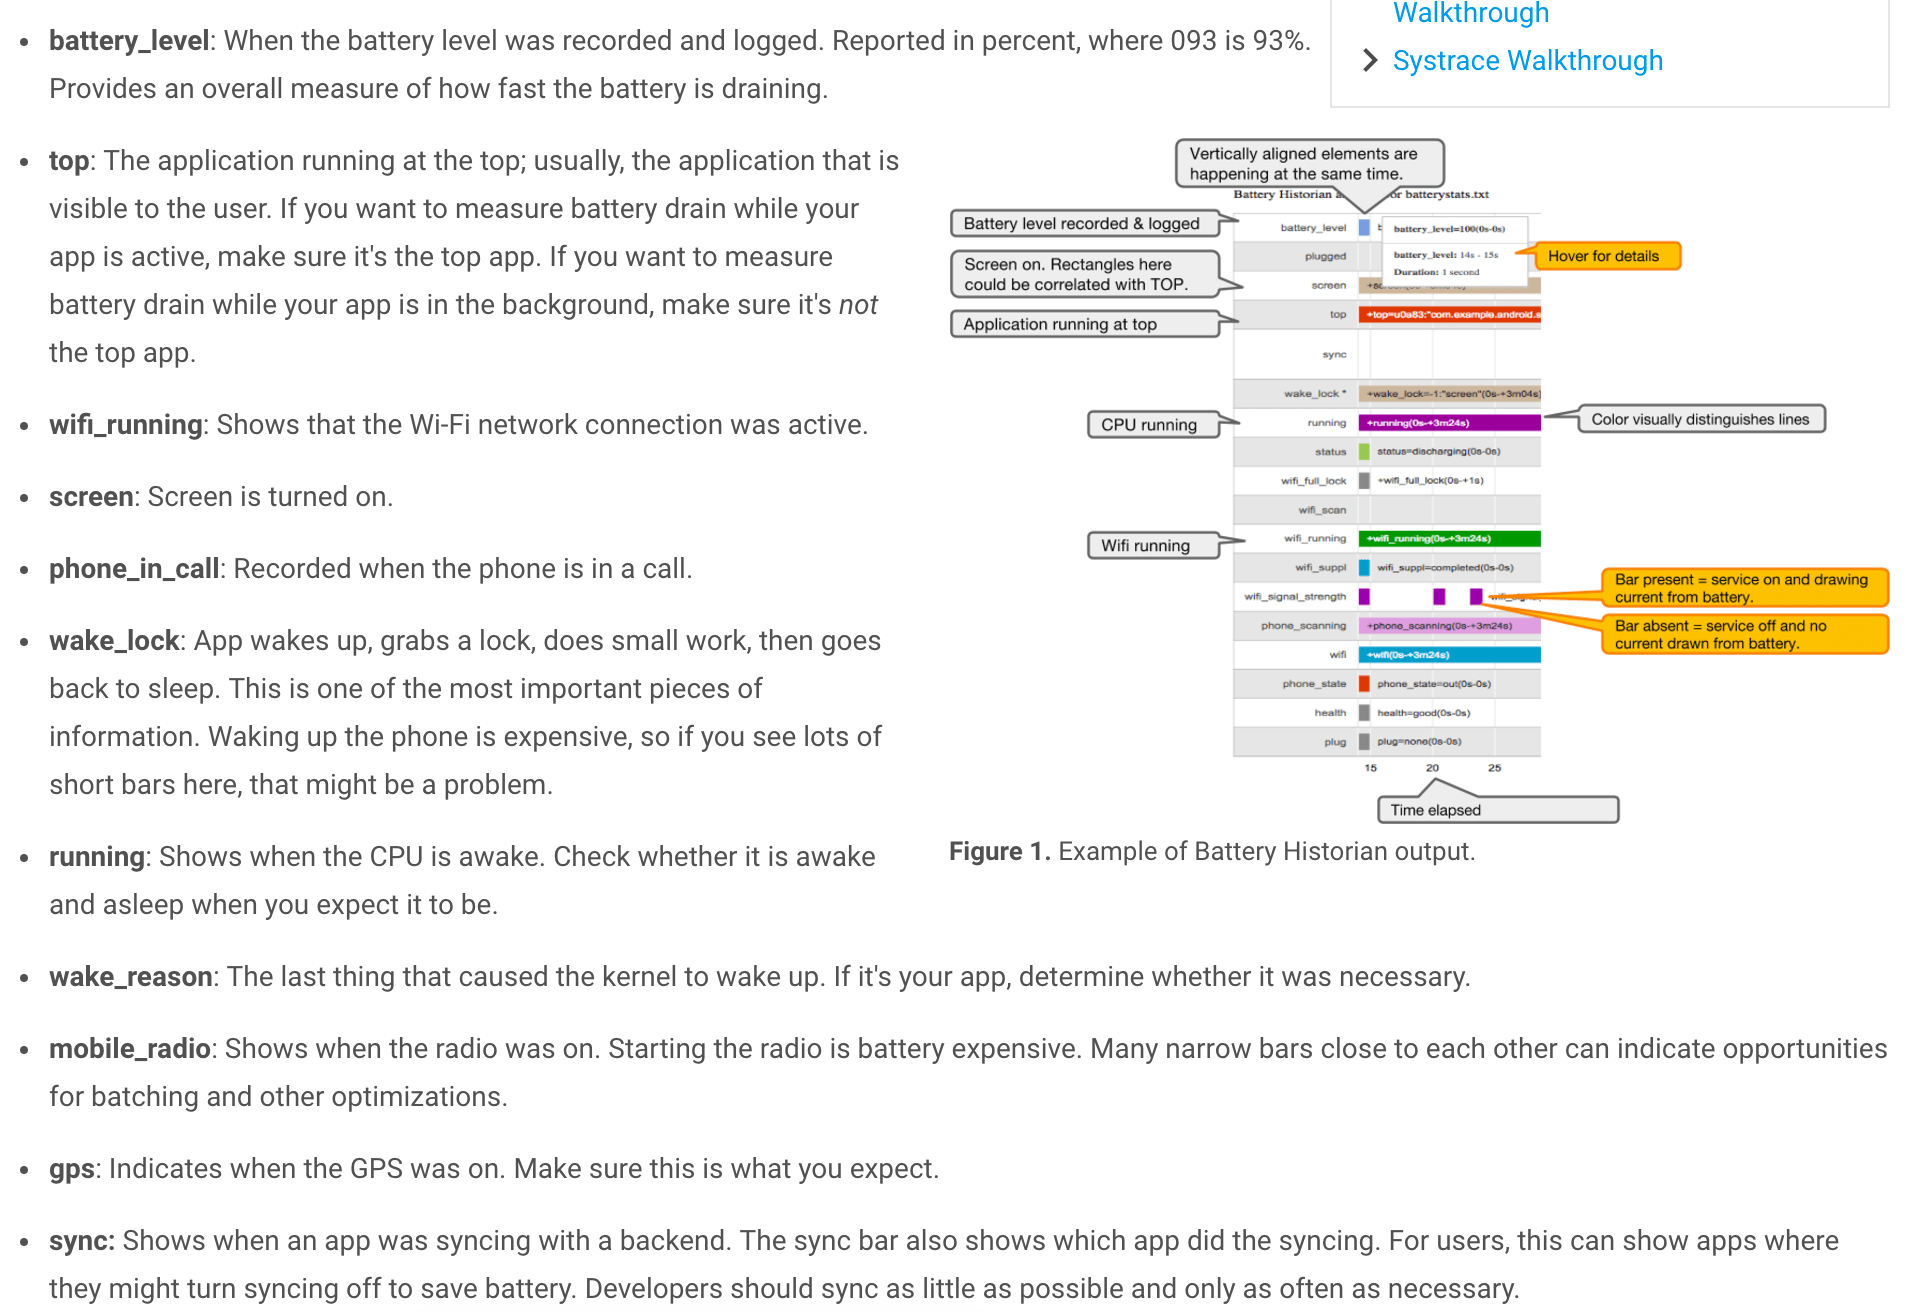 Walkthrough
Systrace Walkthrough
battery_level: When the battery level was recorded and logged. Reported in percent, where 093 is 93%.
Provides an overall measure of how fast the battery is draining.
top: The application running at the top; usually, the application that is
visible to the user. If you want to measure battery drain while your
app is active, make sure it's the top app. If you want to measure
battery drain while your app is in the background, make sure it's not
the top app.
wifi_running: Shows that the Wi-Fi network connection was active.
screen: Screen is turned on.
phone_in_call: Recorded when the phone is in a call.
wake_lock: App wakes up, grabs a lock, does small work, then goes
back to sleep. This is one of the most important pieces of
information. Waking up the phone is expensive, so if you see lots of
short bars here, that might be a problem.
running: Shows when the CPU is awake. Check whether it is awake
and asleep when you expect it to be.
Vertically aligned elements are
happening at the same time.
Battery Historian a or batterystats.txt
Battery level recorded & logged
battery_level
battery_level=100(0s-0s)
battery_level: 14s - 15s
Duration: 1 second
Hover for details
plugged
Screen on. Rectangles here
could be correlated with TOP.
screen
Application running at top
top +top=u0a83:"com.example.android.s
sync
wake_lock * +wake_lock=-1:"screen"(0s-+3m04s)
CPU running
running +running(0s-+3m24s)
Color visually distinguishes lines
status status=discharging(0s-0s)
wifi_full_lock +wifi_full_lock(0s-+1s)
wifi_scan
Wifi running
wifi_running +wifi_running(0s-+3m24s)
wifi_suppl wifi_suppl=completed(0s-0s)
wifi_signal_strength
Bar present = service on and drawing
current from battery.
Bar absent = service off and no
current drawn from battery.
phone_scanning +phone_scanning(0s-+3m24s)
wifi +wifi(0s-+3m24s)
phone_state phone_state=out(0s-0s)
health health=good(0s-0s)
plug plug=none(0s-0s)
15 20 25
Time elapsed
Figure 1. Example of Battery Historian output.
wake_reason: The last thing that caused the kernel to wake up. If it's your app, determine whether it was necessary.
mobile_radio: Shows when the radio was on. Starting the radio is battery expensive. Many narrow bars close to each other can indicate opportunities
for batching and other optimizations.
gps: Indicates when the GPS was on. Make sure this is what you expect.
sync: Shows when an app was syncing with a backend. The sync bar also shows which app did the syncing. For users, this can show apps where
they might turn syncing off to save battery. Developers should sync as little as possible and only as often as necessary.